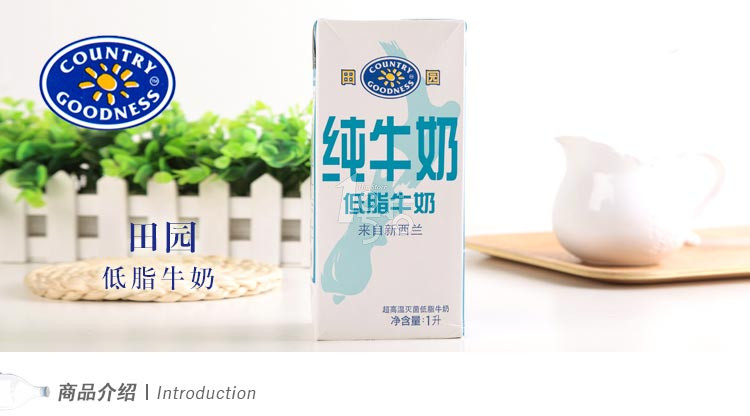 COUNTRY
GOODNESS
TM
田园
低脂牛奶
田 COUNTRY GOODNESS 园
纯牛奶
低脂牛奶
来自新西兰
超高温灭菌低脂牛奶
净含量:1升
商品介绍 | Introduction